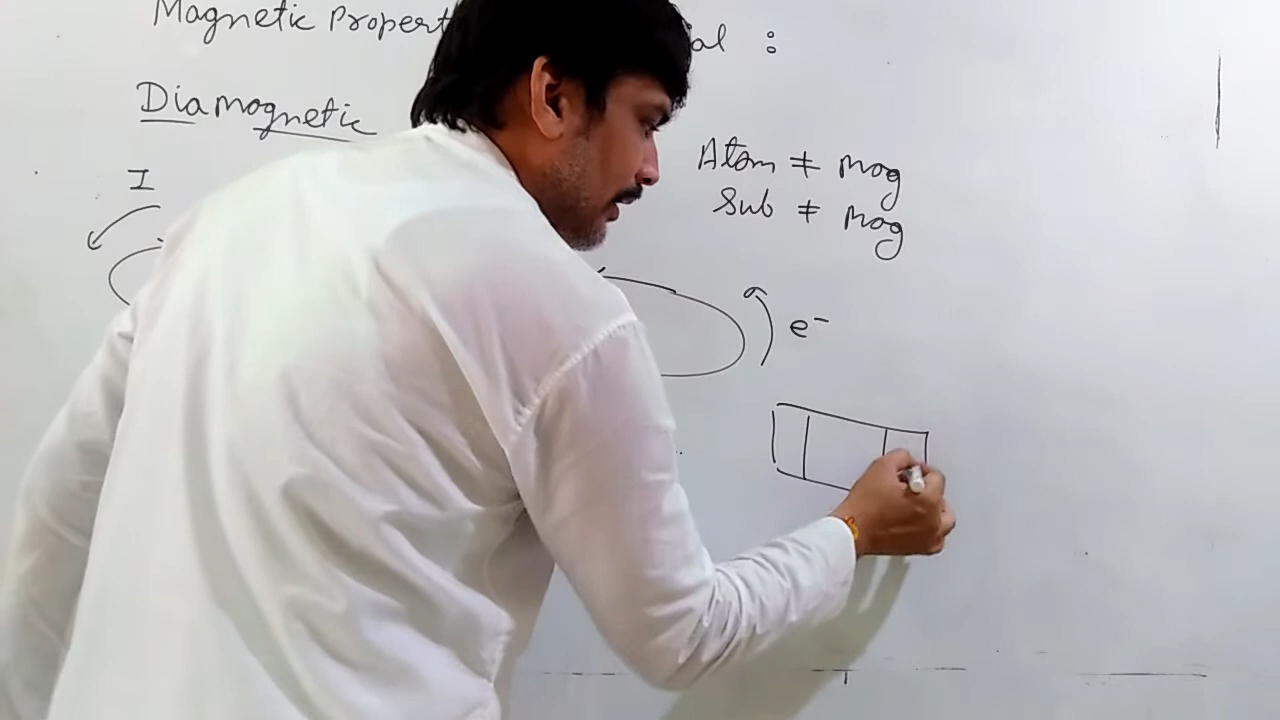 Magnetic Propert al :
Diamagnetic
I
Atom ≠ mag
Sub ≠ mag
e⁻